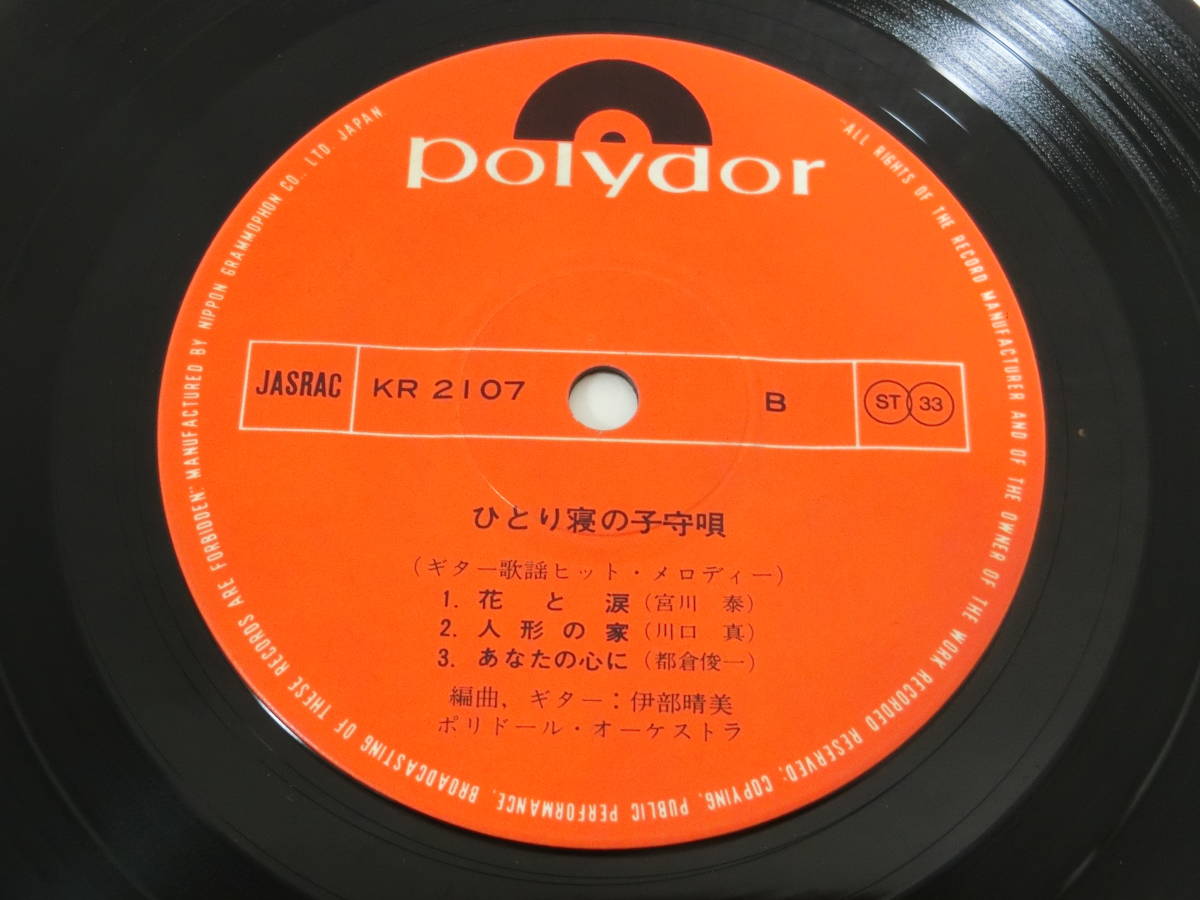 polydor
JASRAC KR 2107 B ST 33
ひとり寝の子守唄
(ギター歌謡ヒット・メロディー)
1. 花と涙 (宮川 泰)
2. 人形の家 (川口 真)
3. あなたの心に (都倉俊一)
編曲, ギター：伊部晴美
ポリドール・オーケストラ
"ALL RIGHTS OF THE RECORD MANUFACTURER AND OF THE OWNER OF THE WORK RECORDED RESERVED; COPYING, PUBLIC PERFORMANCE, BROADCASTING OF THESE RECORDS ARE FORBIDDEN" MANUFACTURED BY NIPPON GRAMMOPHON CO., LTD JAPAN